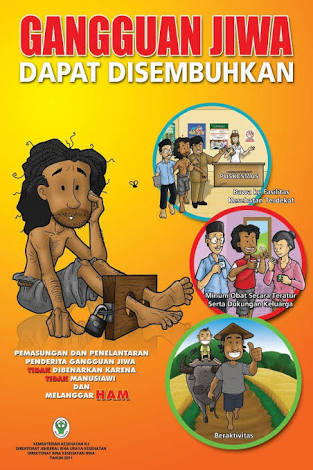 GANGGUAN JIWA
DAPAT DISEMBUHKAN
PUSKESMAS
Bawa ke Fasilitas
Kesehatan Terdekat
Minum Obat Secara Teratur
Serta Dukungan Keluarga
PEMASUNGAN DAN PENELANTARAN
PENDERITA GANGGUAN JIWA
TIDAK DIBENARKAN KARENA
TIDAK MANUSIAWI
DAN
MELANGGAR HAM
Beraktivitas
KEMENTERIAN KESEHATAN R.I
DIREKTORAT JENDERAL BINA UPAYA KESEHATAN
DIREKTORAT BINA KESEHATAN JIWA
TAHUN 2011